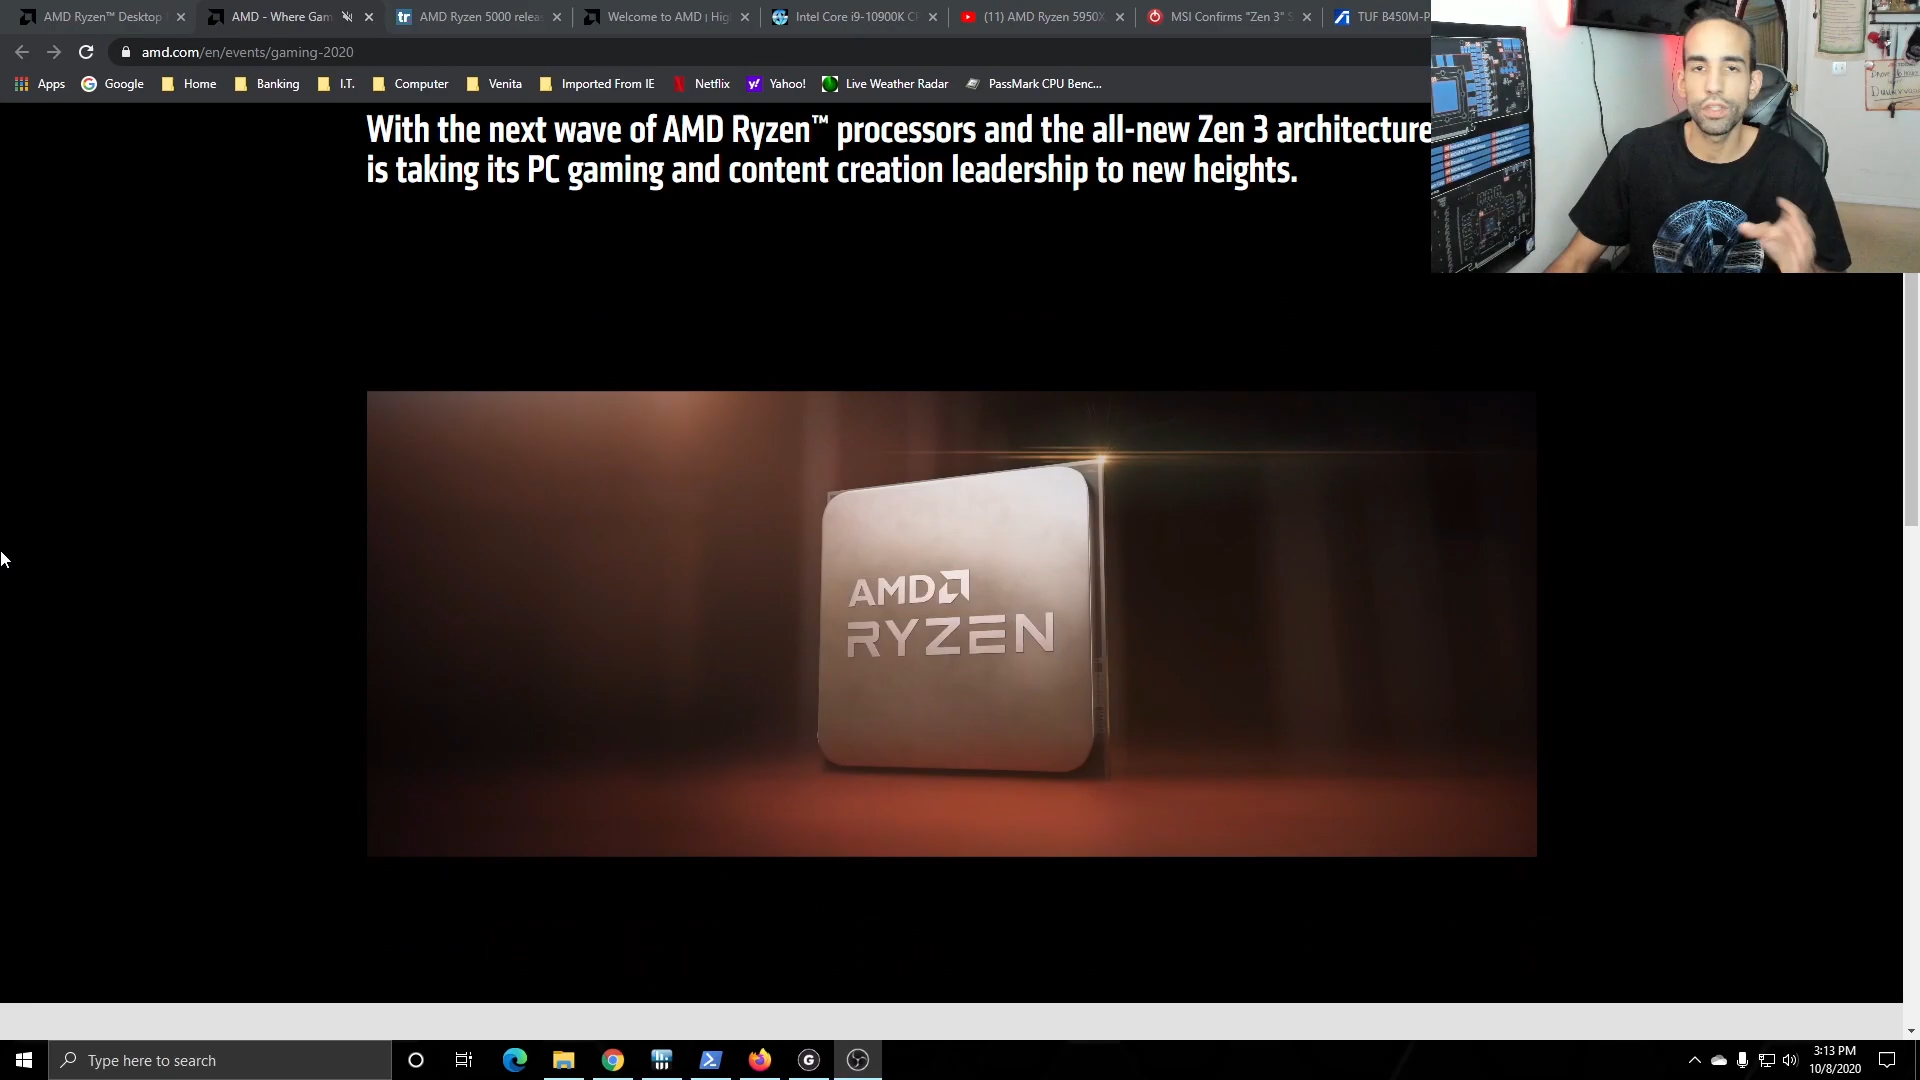 AMD Ryzen™ Desktop
AMD - Where Gam
tr AMD Ryzen 5000 relea
Welcome to AMD | Hig
Intel Core i9-10900K CP
(11) AMD Ryzen 5950X
MSI Confirms "Zen 3" S
TUF B450M-P
amd.com/en/events/gaming-2020
Apps
Google
Home
Banking
I.T.
Computer
Venita
Imported From IE
Netflix
Yahoo!
Live Weather Radar
PassMark CPU Benc...
With the next wave of AMD Ryzen™ processors and the all-new Zen 3 architecture
is taking its PC gaming and content creation leadership to new heights.
AMD
RYZEN
Type here to search
3:13 PM
10/8/2020